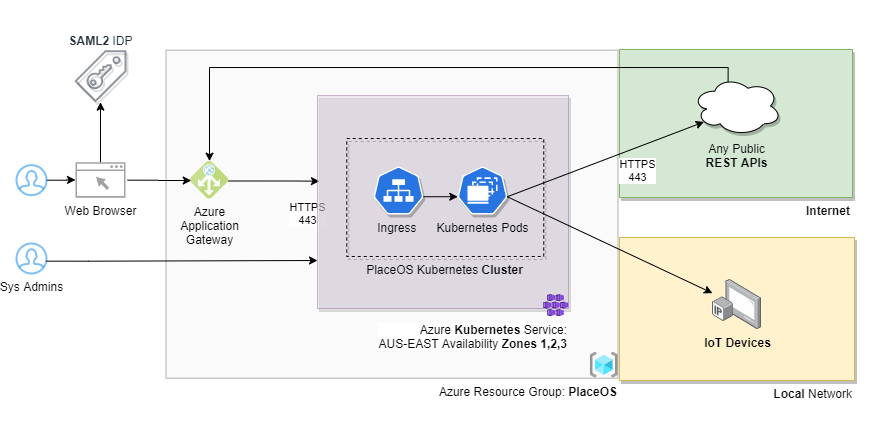 SAML2 IDP
Web Browser
Sys Admins
Azure
Application
Gateway
HTTPS
443
Ingress
Kubernetes Pods
PlaceOS Kubernetes Cluster
Azure Kubernetes Service:
AUS-EAST Availability Zones 1,2,3
Azure Resource Group: PlaceOS
HTTPS
443
Any Public
REST APIs
Internet
IP
IoT Devices
Local Network